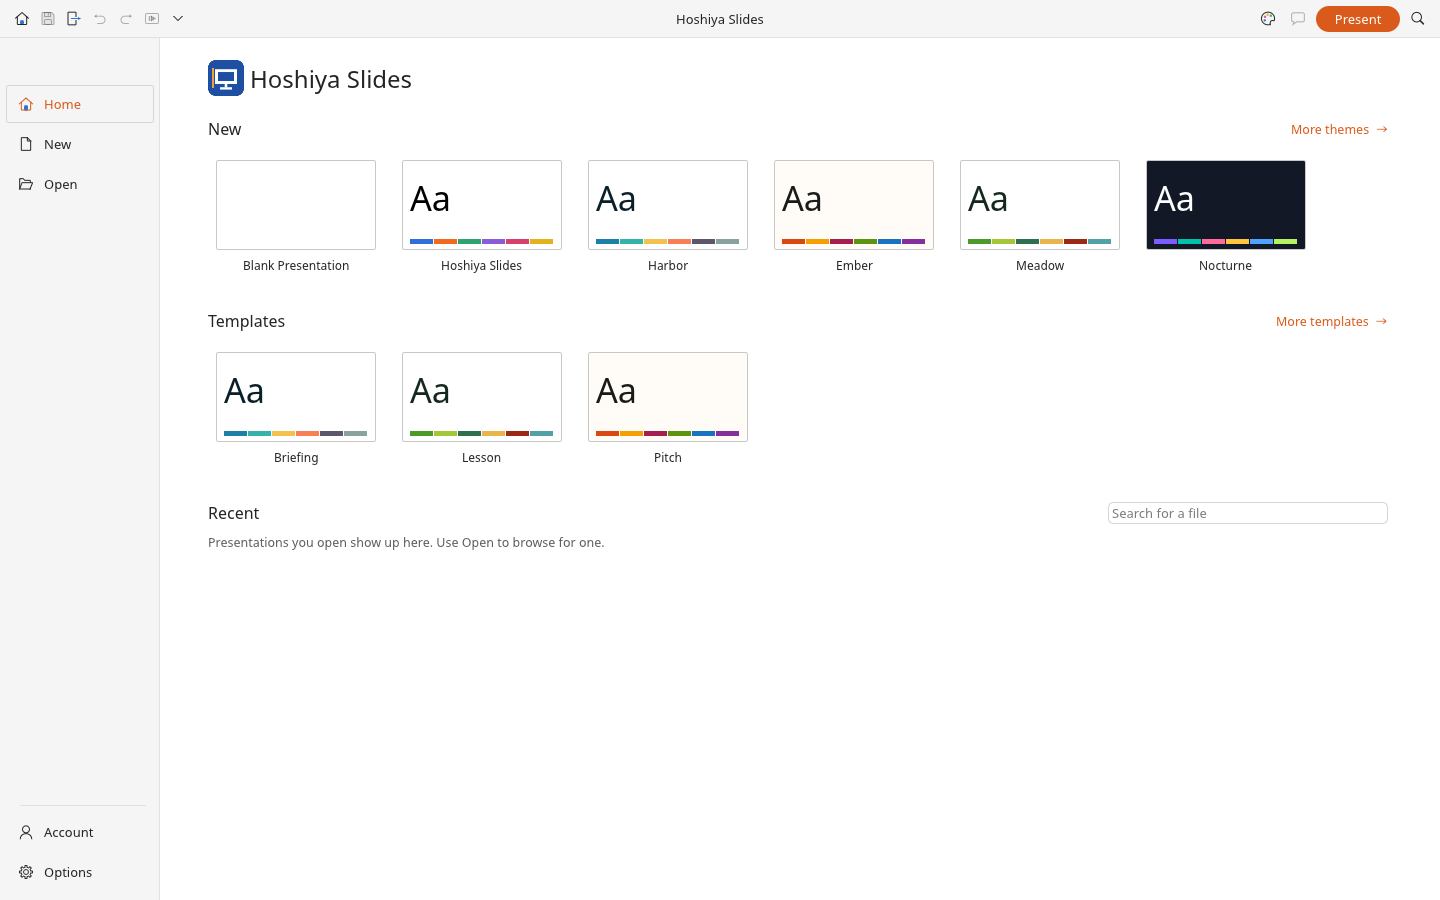 Hoshiya Slides
Present
Home
New
Open
Account
Options
Hoshiya Slides
New
More themes →
Aa
Aa
Aa
Aa
Aa
Blank Presentation
Hoshiya Slides
Harbor
Ember
Meadow
Nocturne
Templates
More templates →
Aa
Aa
Aa
Briefing
Lesson
Pitch
Recent
Search for a file
Presentations you open show up here. Use Open to browse for one.